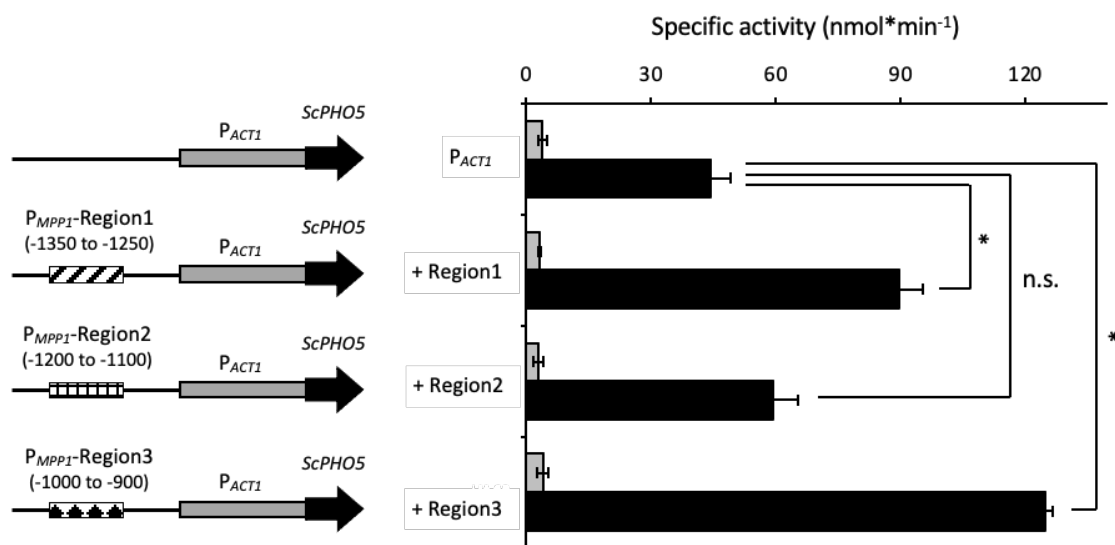 Specific activity (nmol*min-1)
0 30 60 90 120
ScPHO5
PACT1
PACT1
PMPP1-Region1
(-1350 to -1250)
ScPHO5
PACT1
+ Region1
*
PMPP1-Region2
(-1200 to -1100)
ScPHO5
PACT1
+ Region2
n.s.
*
PMPP1-Region3
(-1000 to -900)
ScPHO5
PACT1
+ Region3